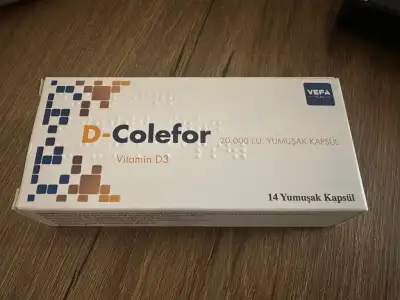 VEFA
D-Colefor 20.000 I.U. YUMUŞAK KAPSÜL
Vitamin D3
14 Yumuşak Kapsül